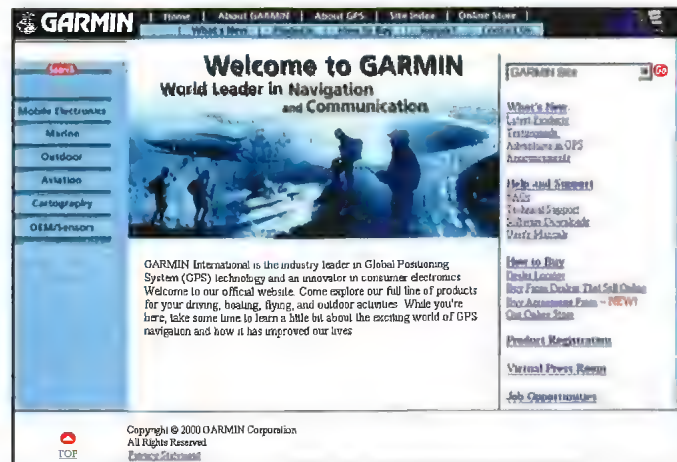 GARMIN
Home | About GARMIN | About GPS | Site Index | Online Store |
What's New | Products | How To Buy | Support | Contact Us
Search
Mobile Electronics
Marine
Outdoor
Aviation
Cartography
OEM/Sensors
Welcome to GARMIN
World Leader in Navigation
and Communication
GARMIN International is the industry leader in Global Positioning
System (GPS) technology and an innovator in consumer electronics
Welcome to our official website. Come explore our full line of products
for your driving, boating, flying, and outdoor activities. While you're
here, take some time to learn a little bit about the exciting world of GPS
navigation and how it has improved our lives
GARMIN Site
Go
What's New
Latest Products
Testimonials
Adventures in GPS
Announcements
Help and Support
FAQs
Technical Support
Software Downloads
User's Manuals
How to Buy
Dealer Locator
Buy From Dealers That Sell Online
Buy Accessories From - NEW!
Our Online Store
Product Registration
Virtual Press Room
Job Opportunities
TOP
Copyright © 2000 GARMIN Corporation
All Rights Reserved
Privacy Statement